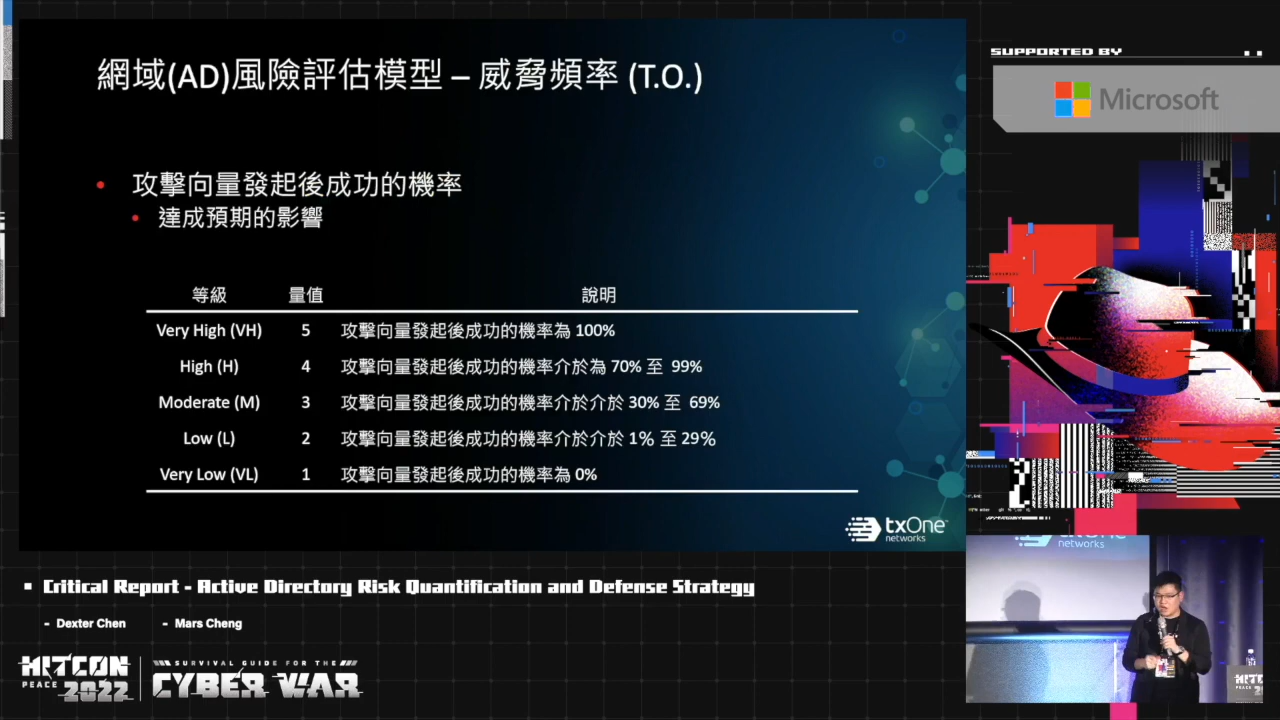 網域(AD)風險評估模型 – 威脅頻率 (T.O.)
• 攻擊向量發起後成功的機率
• 達成預期的影響
等級 量值 說明
Very High (VH) 5 攻擊向量發起後成功的機率為 100%
High (H) 4 攻擊向量發起後成功的機率介於為 70% 至 99%
Moderate (M) 3 攻擊向量發起後成功的機率介於介於 30% 至 69%
Low (L) 2 攻擊向量發起後成功的機率介於介於 1% 至 29%
Very Low (VL) 1 攻擊向量發起後成功的機率為 0%
txOne
networks
SUPPORTED BY
Microsoft
txOne
networks
Critical Report - Active Directory Risk Quantification and Defense Strategy
- Dexter Chen - Mars Cheng
HITCON
PEACE 2022
SURVIVAL GUIDE FOR THE
CYBER WAR